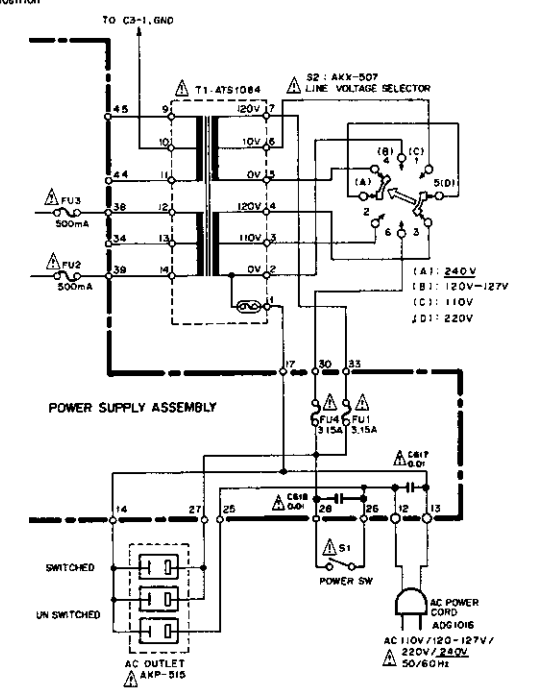 TO C3-1, GND
T1-ATS1084
S2: AKX-507
LINE VOLTAGE SELECTOR
45 9 120V 7
10 10V 6
44 11 0V 5
FU3
500mA
38 12 120V 4
34 13 110V 3
FU2
500mA
39 14 0V 2
1
(B) (C)
4 1
(A) 5(D)
2 6 3
(A): 240V
(B): 120V-127V
(C): 110V
(D): 220V
17 30 33
POWER SUPPLY ASSEMBLY
FU4 FU1
3.15A 3.15A
C617
0.01
C618
0.01
14 27 25 28 26 12 13
S1
POWER SW
SWITCHED
UN SWITCHED
AC OUTLET
AKP-515
AC POWER
CORD
ADG1016
AC 110V/120-127V/
220V/240V
50/60Hz